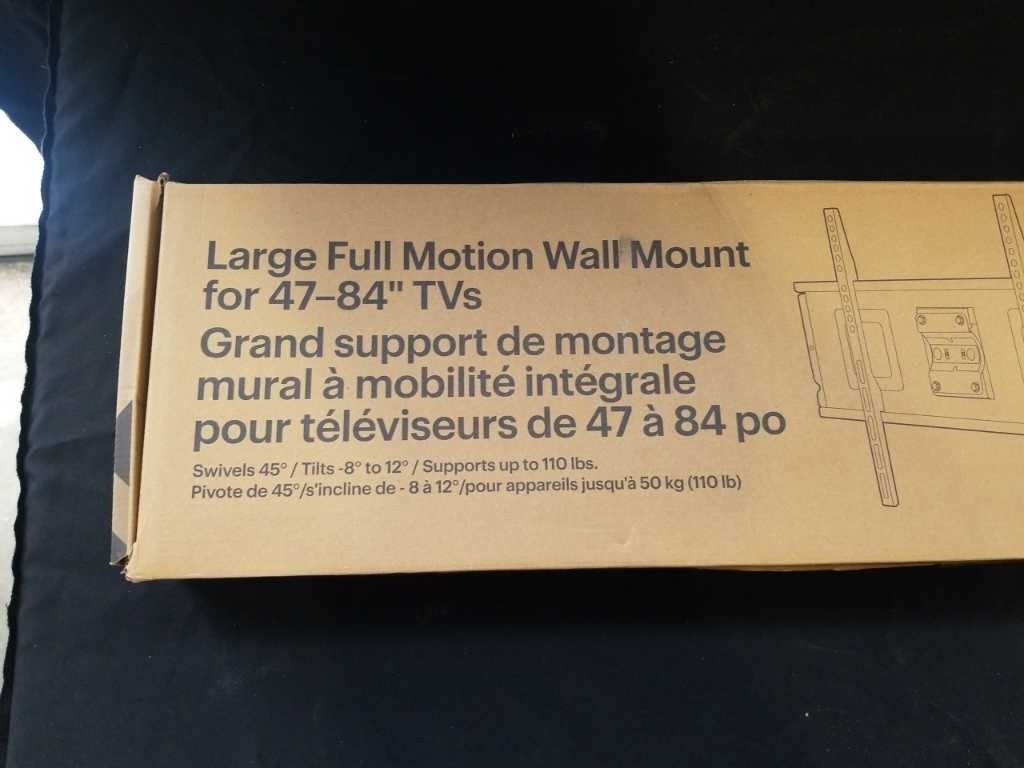 Large Full Motion Wall Mount
for 47–84" TVs
Grand support de montage
mural à mobilité intégrale
pour téléviseurs de 47 à 84 po
Swivels 45° / Tilts -8° to 12° / Supports up to 110 lbs.
Pivote de 45°/s'incline de - 8 à 12°/pour appareils jusqu'à 50 kg (110 lb)